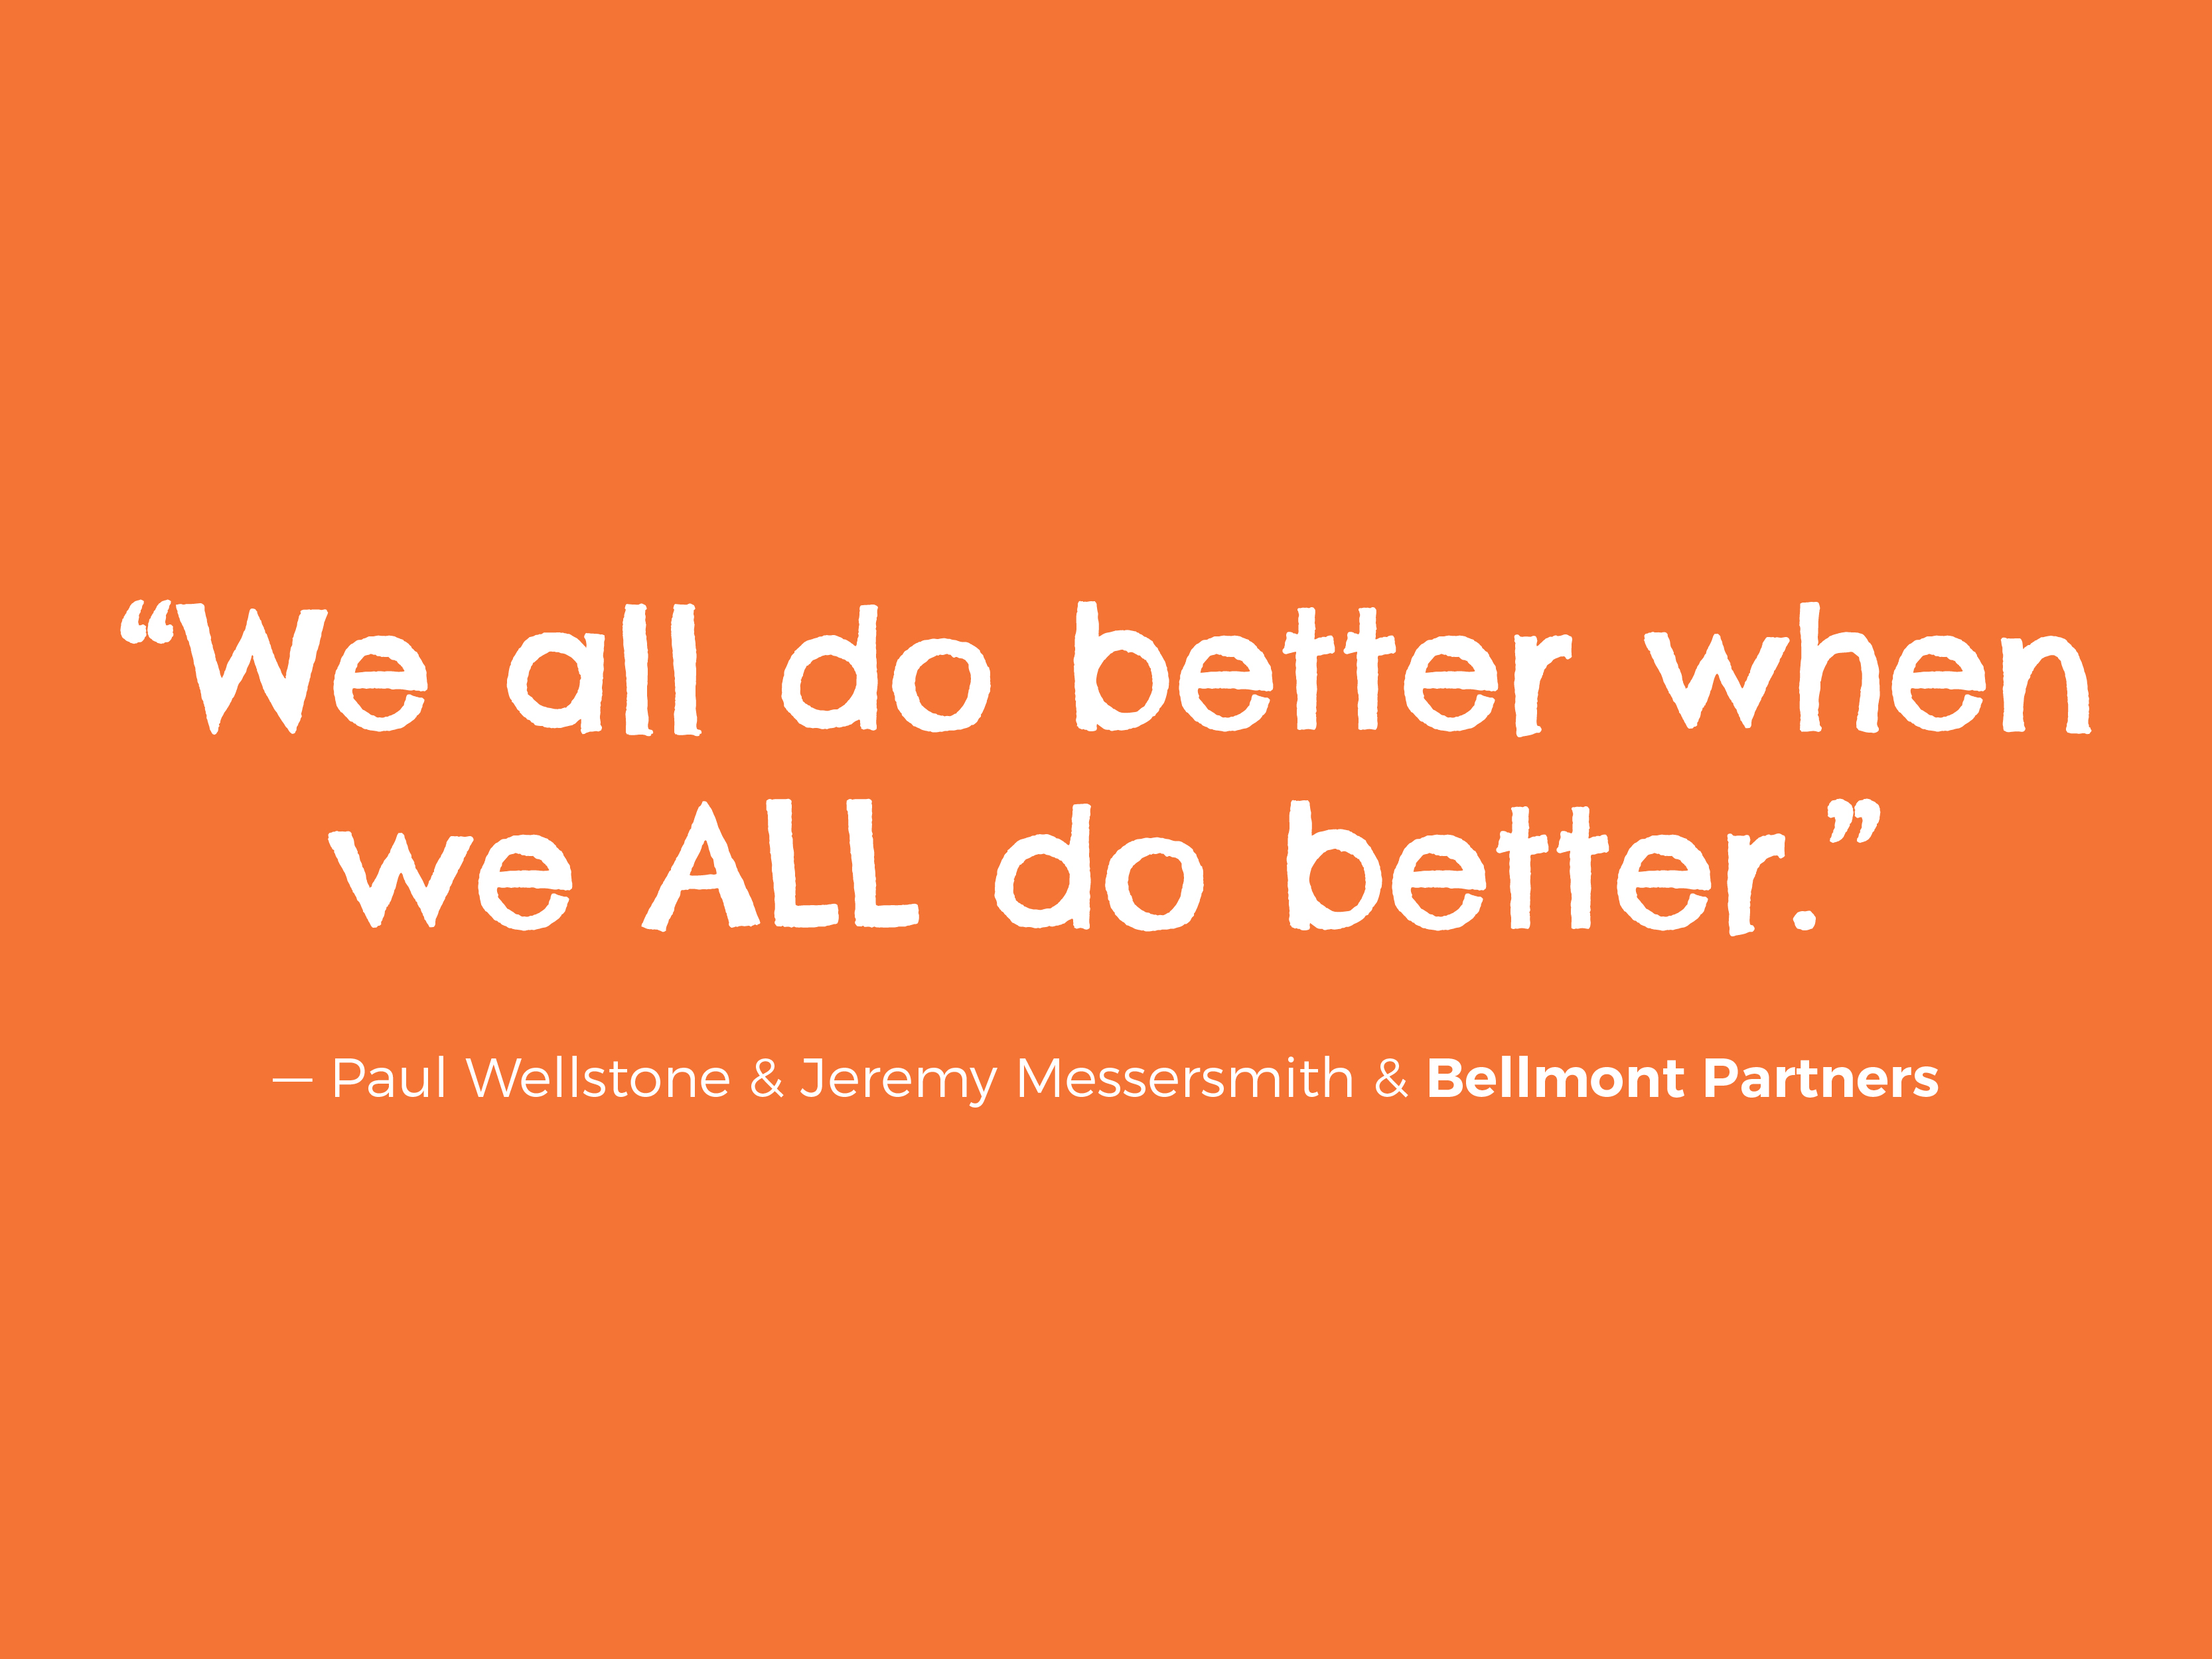 “We all do better when
we ALL do better.”
— Paul Wellstone & Jeremy Messersmith & Bellmont Partners